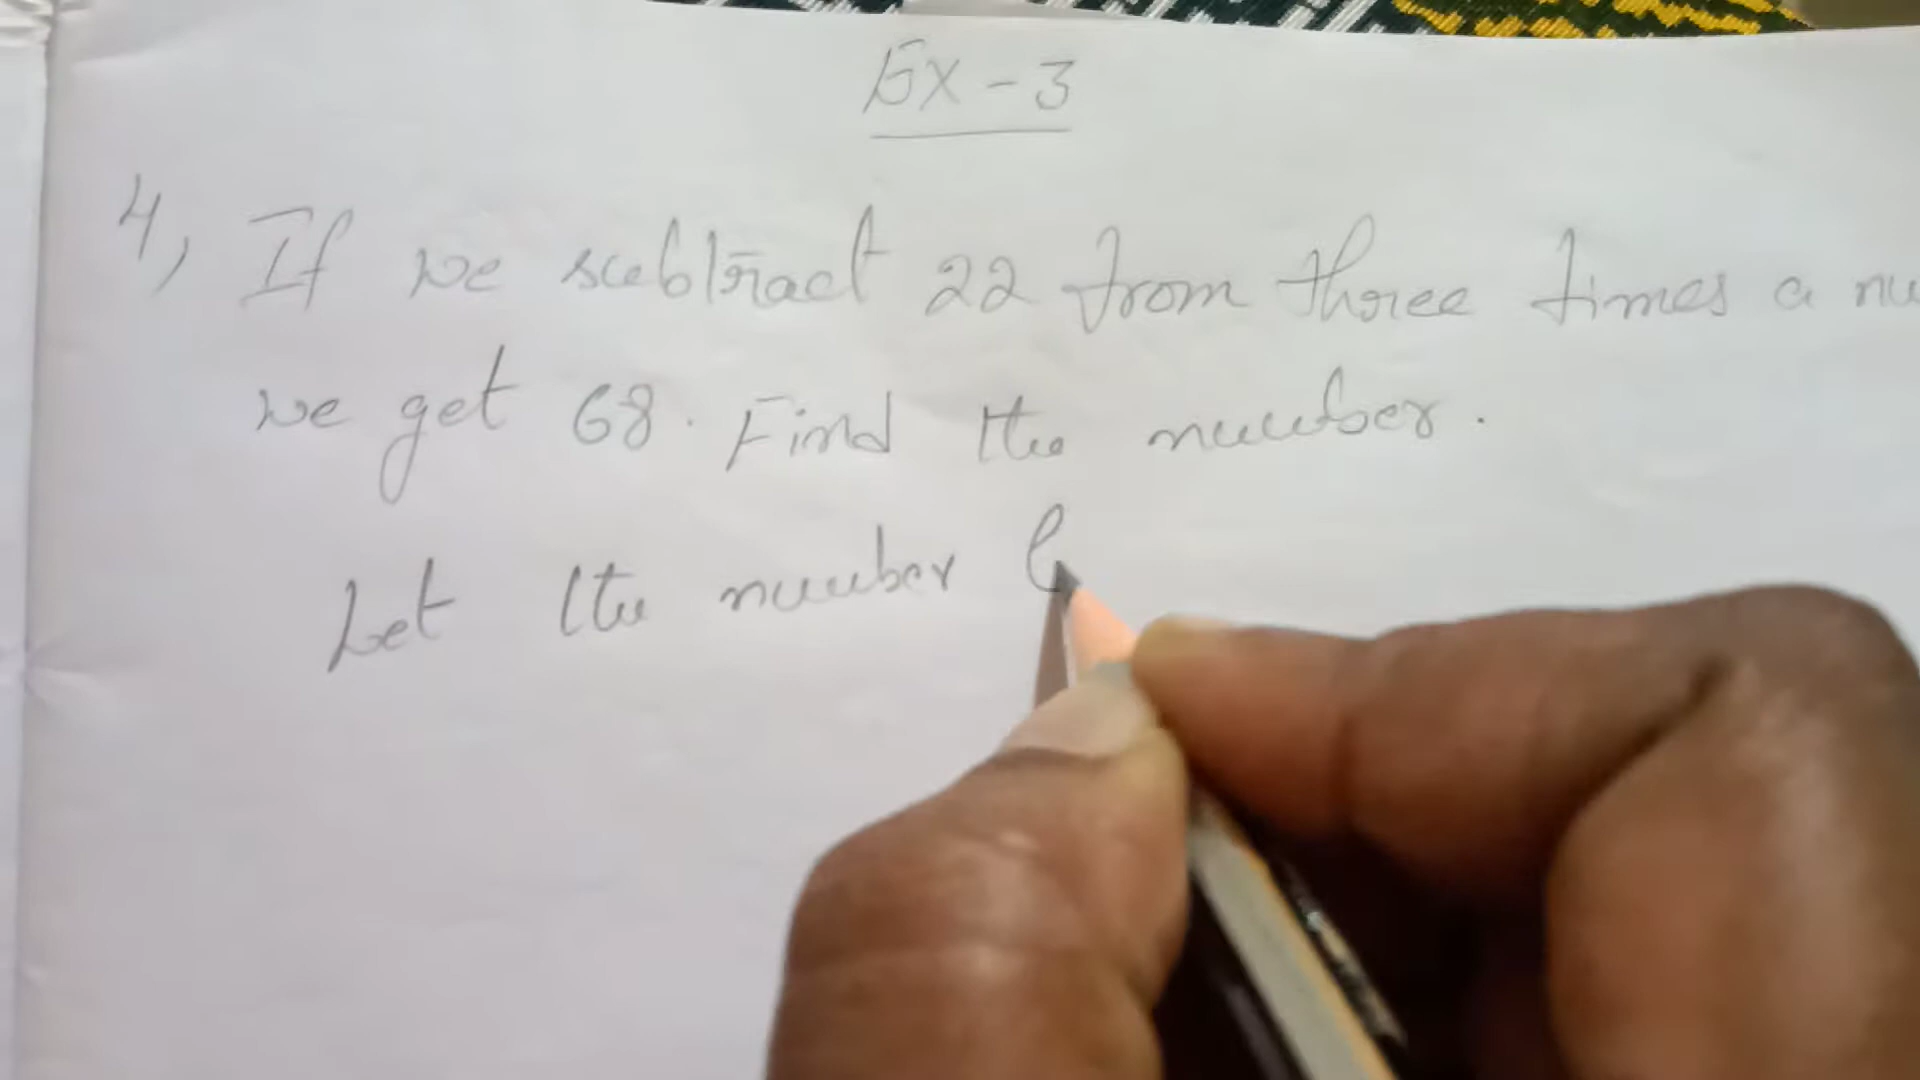 Ex - 3
4, If we subtract 22 from three times a nu
we get 68. Find the number.
Let the number b